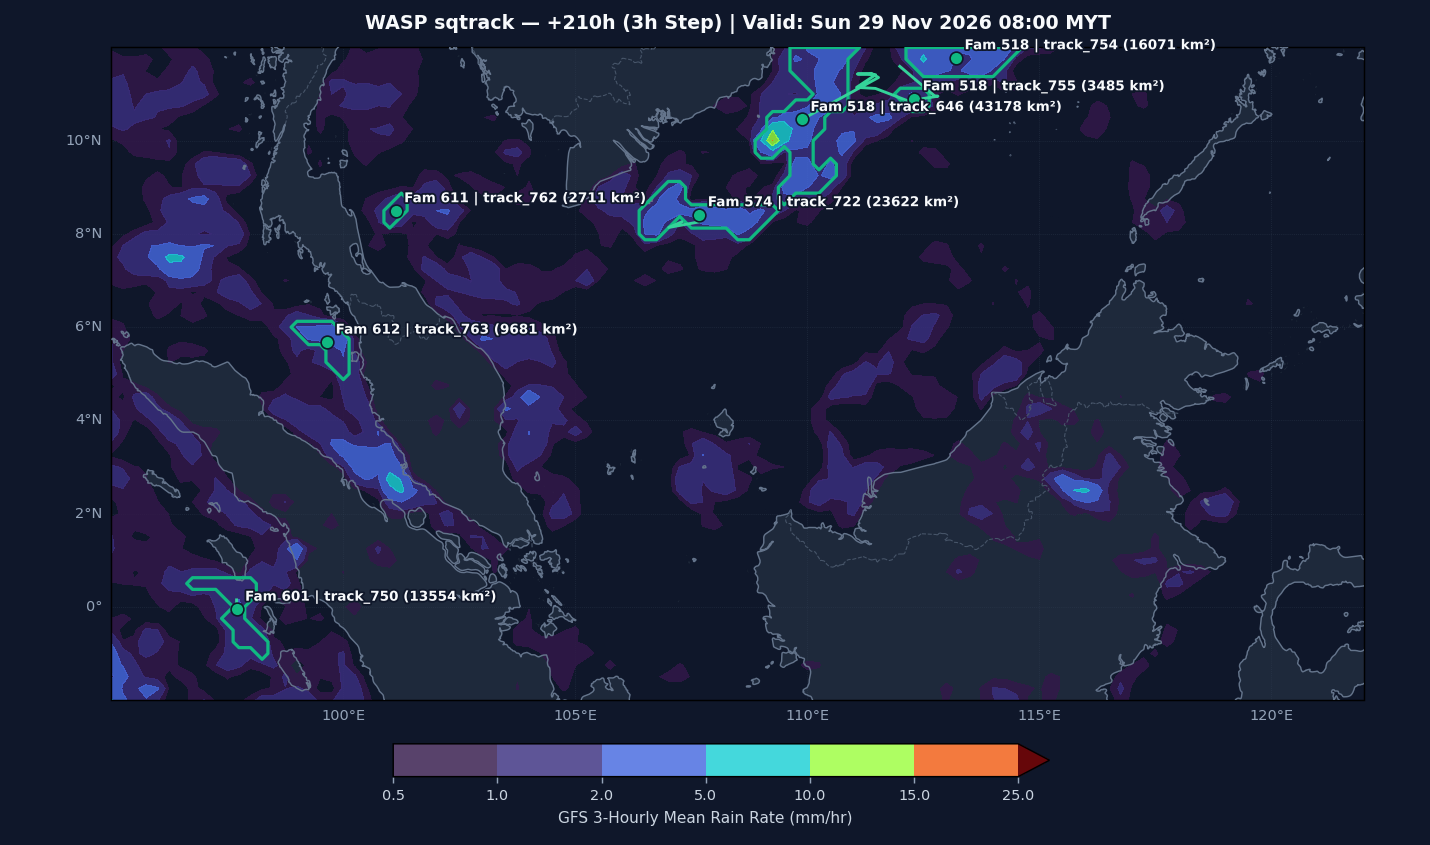 WASP sqtrack — +210h (3h Step) | Valid: Sun 29 Nov 2026 08:00 MYT
Fam 518 | track_754 (16071 km²)
Fam 518 | track_755 (3485 km²)
Fam 518 | track_646 (43178 km²)
10°N
Fam 611 | track_762 (2711 km²)
Fam 574 | track_722 (23622 km²)
8°N
6°N
Fam 612 | track_763 (9681 km²)
4°N
2°N
Fam 601 | track_750 (13554 km²)
0°
100°E 105°E 110°E 115°E 120°E
0.5 1.0 2.0 5.0 10.0 15.0 25.0
GFS 3-Hourly Mean Rain Rate (mm/hr)